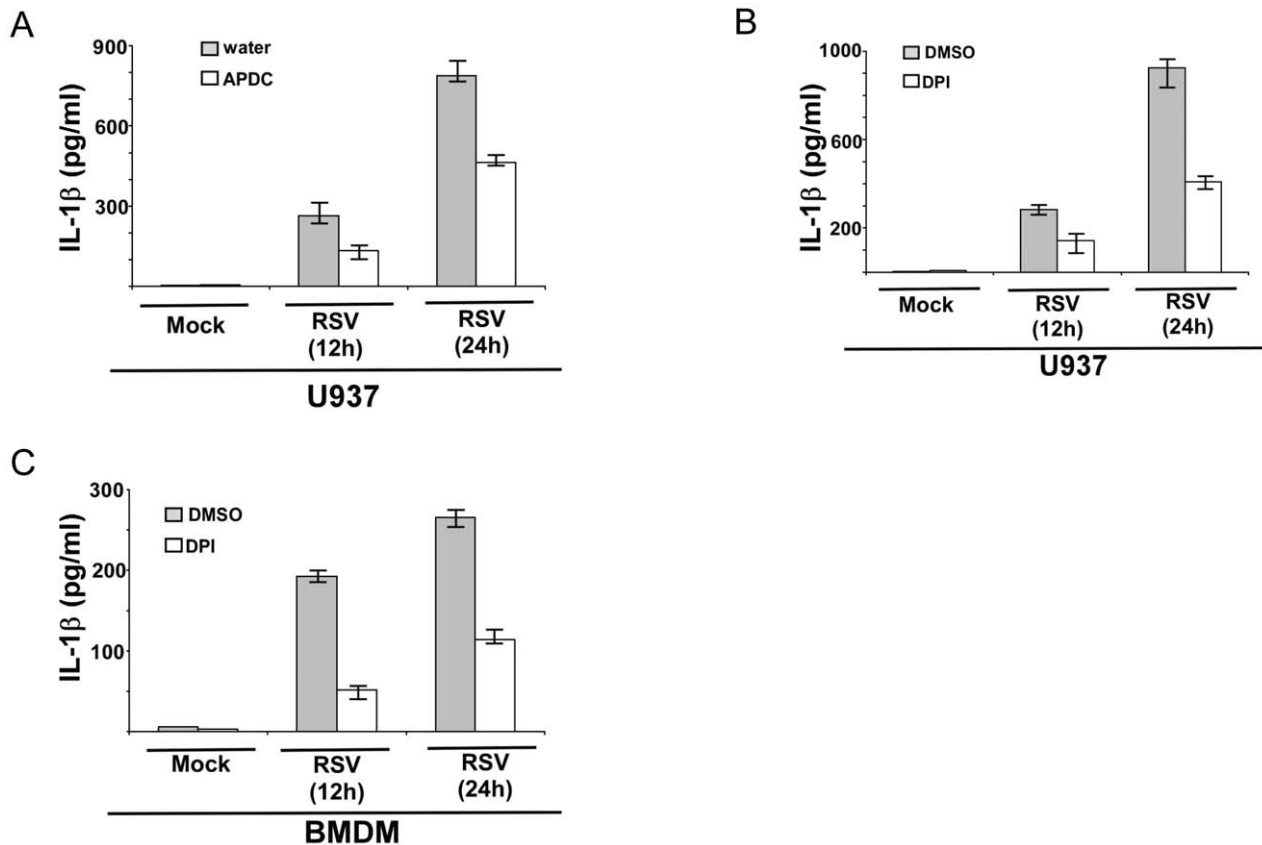 A
IL-1β (pg/ml)
900
600
300
water
APDC
Mock
RSV
(12h)
RSV
(24h)
U937
B
IL-1β (pg/ml)
1000
600
200
DMSO
DPI
Mock
RSV
(12h)
RSV
(24h)
U937
C
IL-1β (pg/ml)
300
200
100
DMSO
DPI
Mock
RSV
(12h)
RSV
(24h)
BMDM